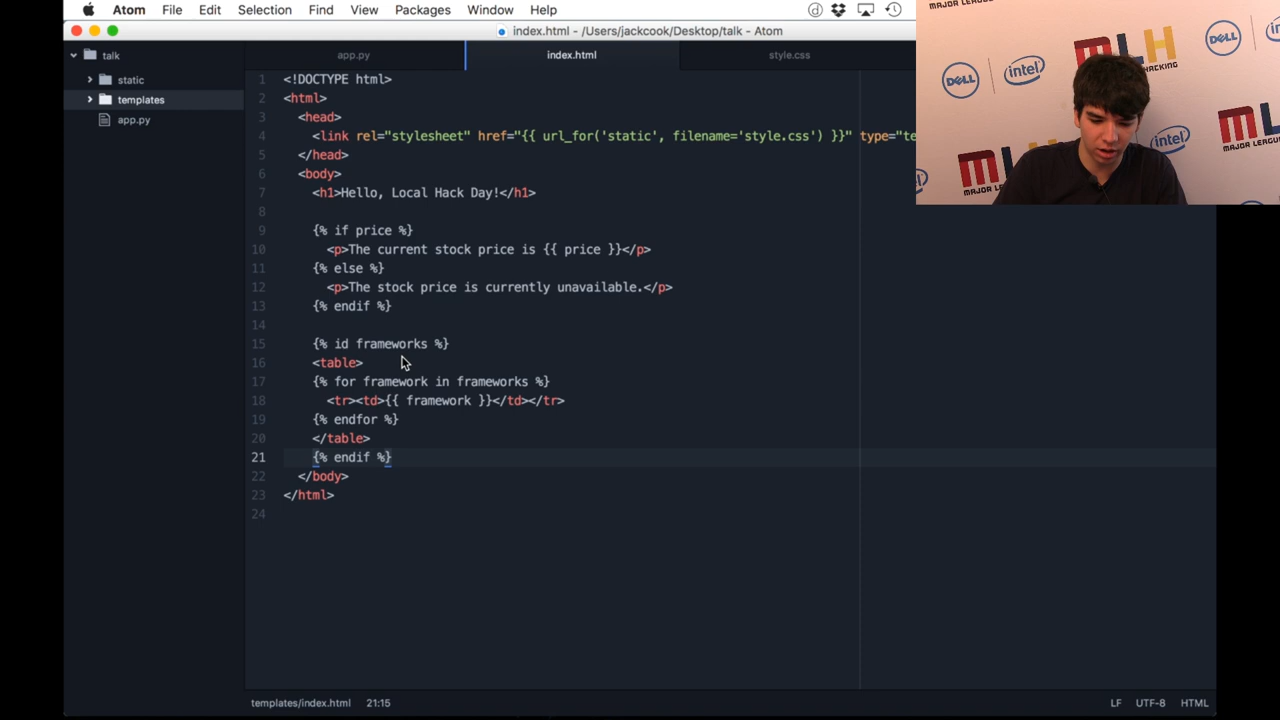 Atom File Edit Selection Find View Packages Window Help
index.html - /Users/jackcook/Desktop/talk - Atom
talk
static
templates
app.py
app.py index.html style.css
1 <!DOCTYPE html>
2 <html>
3 <head>
4 <link rel="stylesheet" href="{{ url_for('static', filename='style.css') }}" type="te
5 </head>
6 <body>
7 <h1>Hello, Local Hack Day!</h1>
8
9 {% if price %}
10 <p>The current stock price is {{ price }}</p>
11 {% else %}
12 <p>The stock price is currently unavailable.</p>
13 {% endif %}
14
15 {% id frameworks %}
16 <table>
17 {% for framework in frameworks %}
18 <tr><td>{{ framework }}</td></tr>
19 {% endfor %}
20 </table>
21 {% endif %}
22 </body>
23 </html>
24
templates/index.html 21:15 LF UTF-8 HTML
MLH
HACKING
DELL
intel
DELL
intel
MAJOR LEAGUE
MAJOR LE